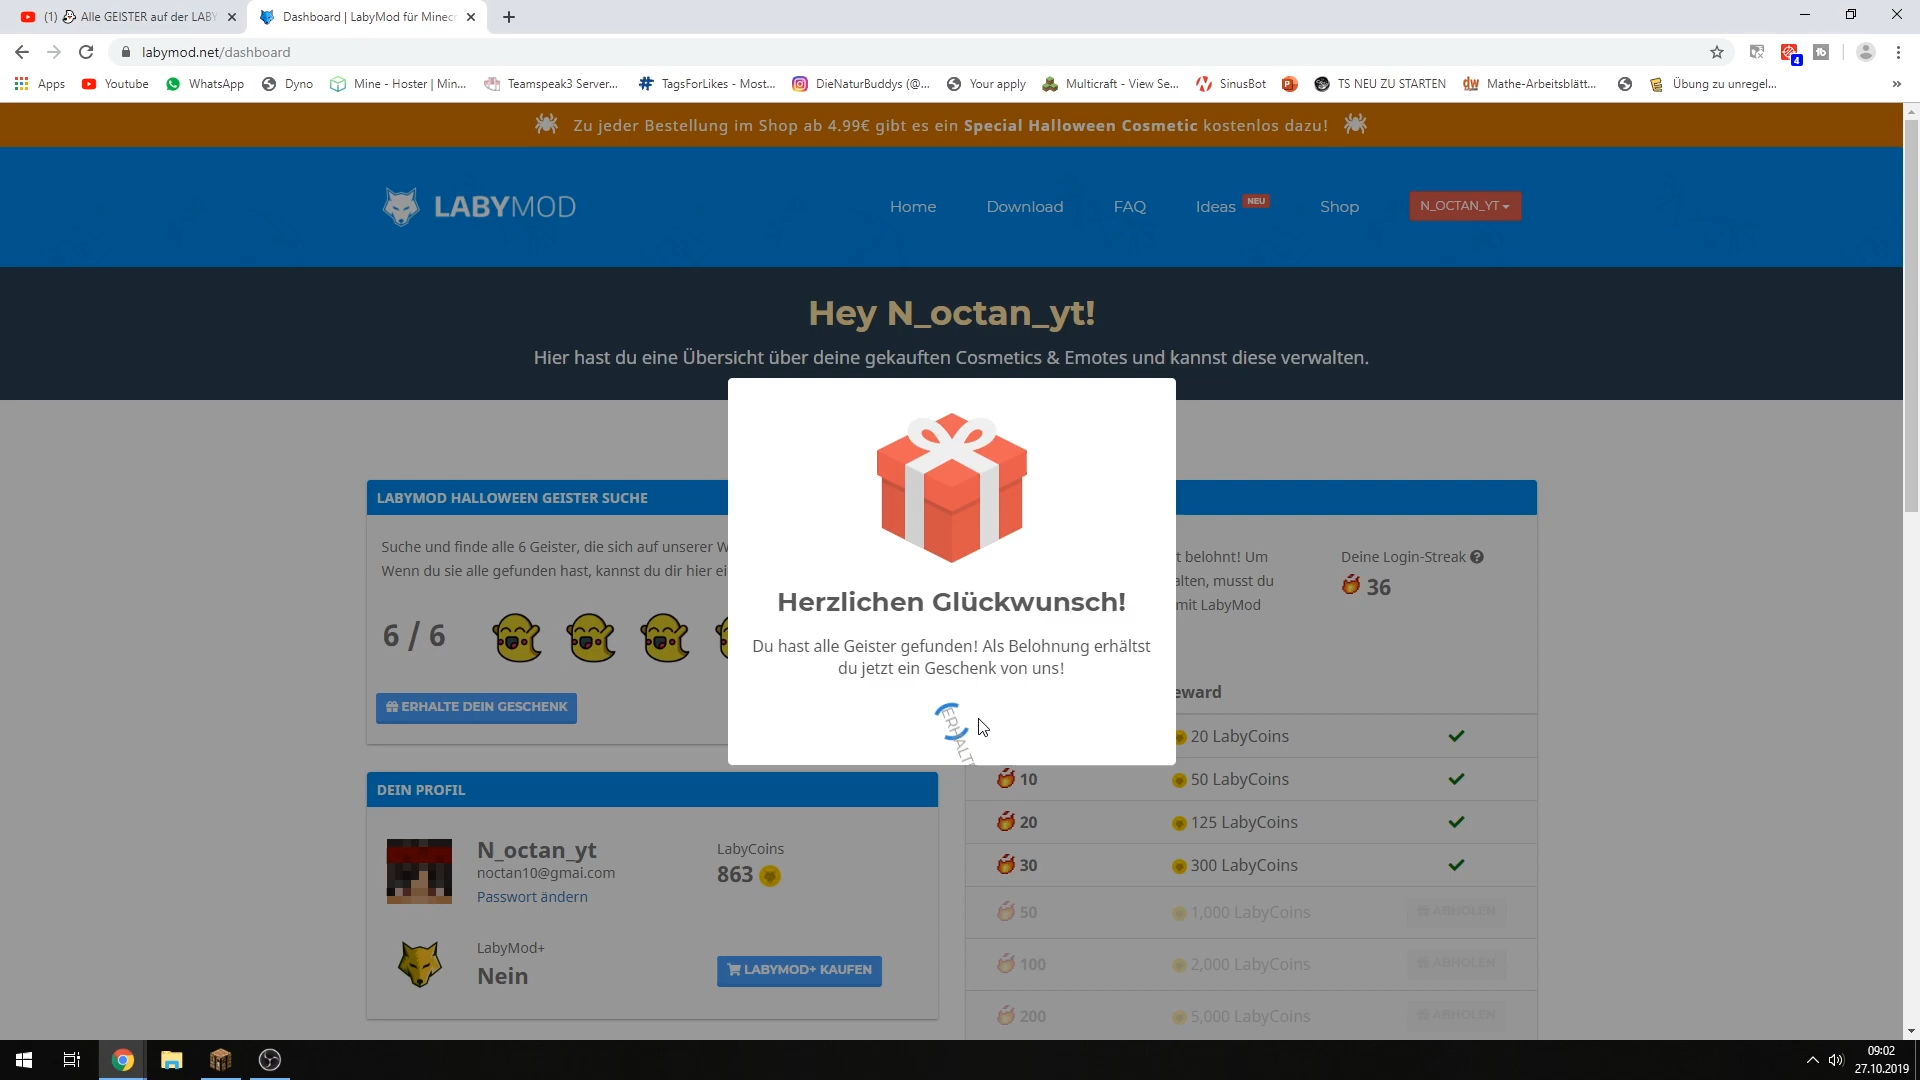 (1) Alle GEISTER auf der LABY
Dashboard | LabyMod für Minecr
labymod.net/dashboard
Apps
Youtube
WhatsApp
Dyno
Mine - Hoster | Min...
Teamspeak3 Server...
TagsForLikes - Most...
DieNaturBuddys (@...
Your apply
Multicraft - View Se...
SinusBot
TS NEU ZU STARTEN
Mathe-Arbeitsblätt...
Übung zu unregel...
»
4
Zu jeder Bestellung im Shop ab 4.99€ gibt es ein Special Halloween Cosmetic kostenlos dazu!
LABYMOD
Home
Download
FAQ
Ideas NEU
Shop
N_OCTAN_YT
Hey N_octan_yt!
Hier hast du eine Übersicht über deine gekauften Cosmetics & Emotes und kannst diese verwalten.
LABYMOD HALLOWEEN GEISTER SUCHE
Suche und finde alle 6 Geister, die sich auf unserer W
Wenn du sie alle gefunden hast, kannst du dir hier ei
6 / 6
ERHALTE DEIN GESCHENK
Herzlichen Glückwunsch!
Du hast alle Geister gefunden! Als Belohnung erhältst
du jetzt ein Geschenk von uns!
ERHALTE
t belohnt! Um
alten, musst du
mit LabyMod
Deine Login-Streak
36
eward
20 LabyCoins
10 50 LabyCoins
20 125 LabyCoins
30 300 LabyCoins
50 1,000 LabyCoins ABHOLEN
100 2,000 LabyCoins ABHOLEN
200 5,000 LabyCoins ABHOLEN
DEIN PROFIL
N_octan_yt
noctan10@gmai.com
Passwort ändern
LabyCoins
863
LabyMod+
Nein
LABYMOD+ KAUFEN
09:02
27.10.2019